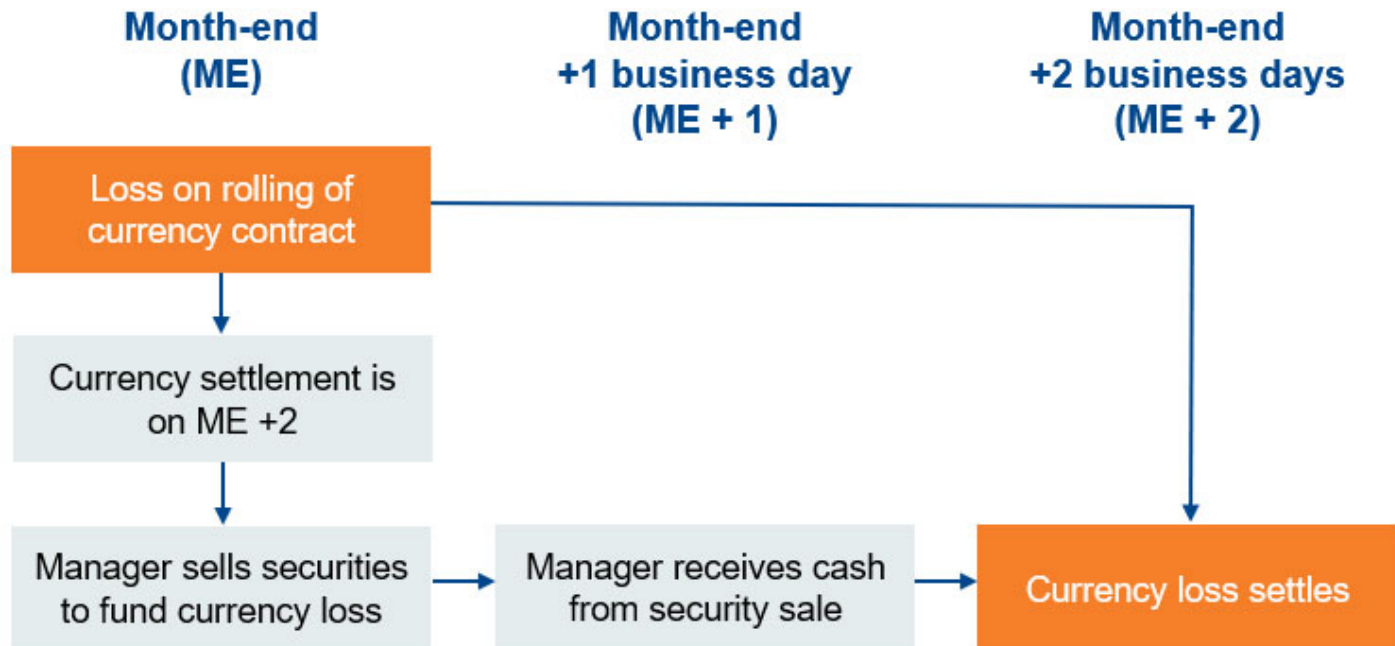 Month-end
(ME)
Month-end
+1 business day
(ME + 1)
Month-end
+2 business days
(ME + 2)
Loss on rolling of
currency contract
Currency settlement is
on ME +2
Manager sells securities
to fund currency loss
Manager receives cash
from security sale
Currency loss settles